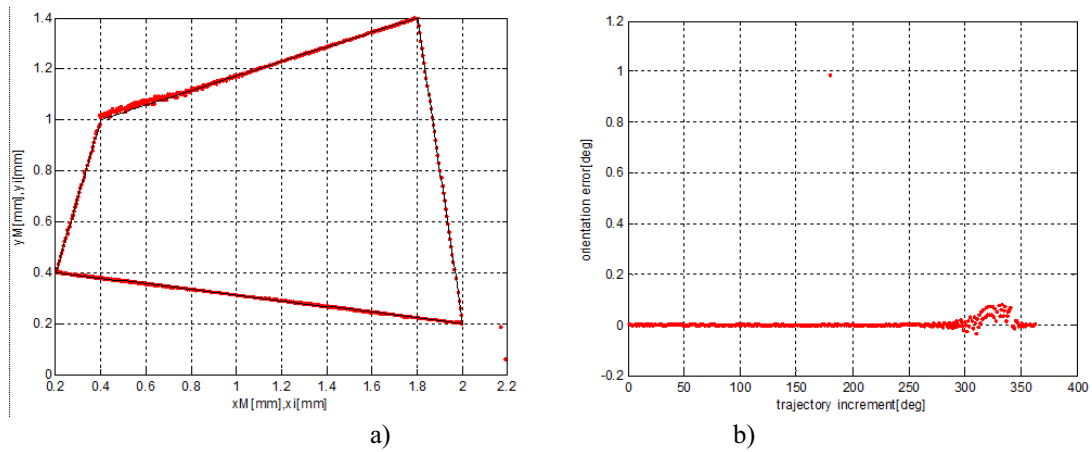 1.4
1.2
1
0.8
0.6
0.4
0.2
0.2 0.4 0.6 0.8 1 1.2 1.4 1.6 1.8 2 2.2
yM[mm],yi[mm]
xM[mm],xi[mm]
a)
1.2
1
0.8
0.6
0.4
0.2
0
-0.2
0 50 100 150 200 250 300 350 400
orientation error[deg]
trajectory increment[deg]
b)